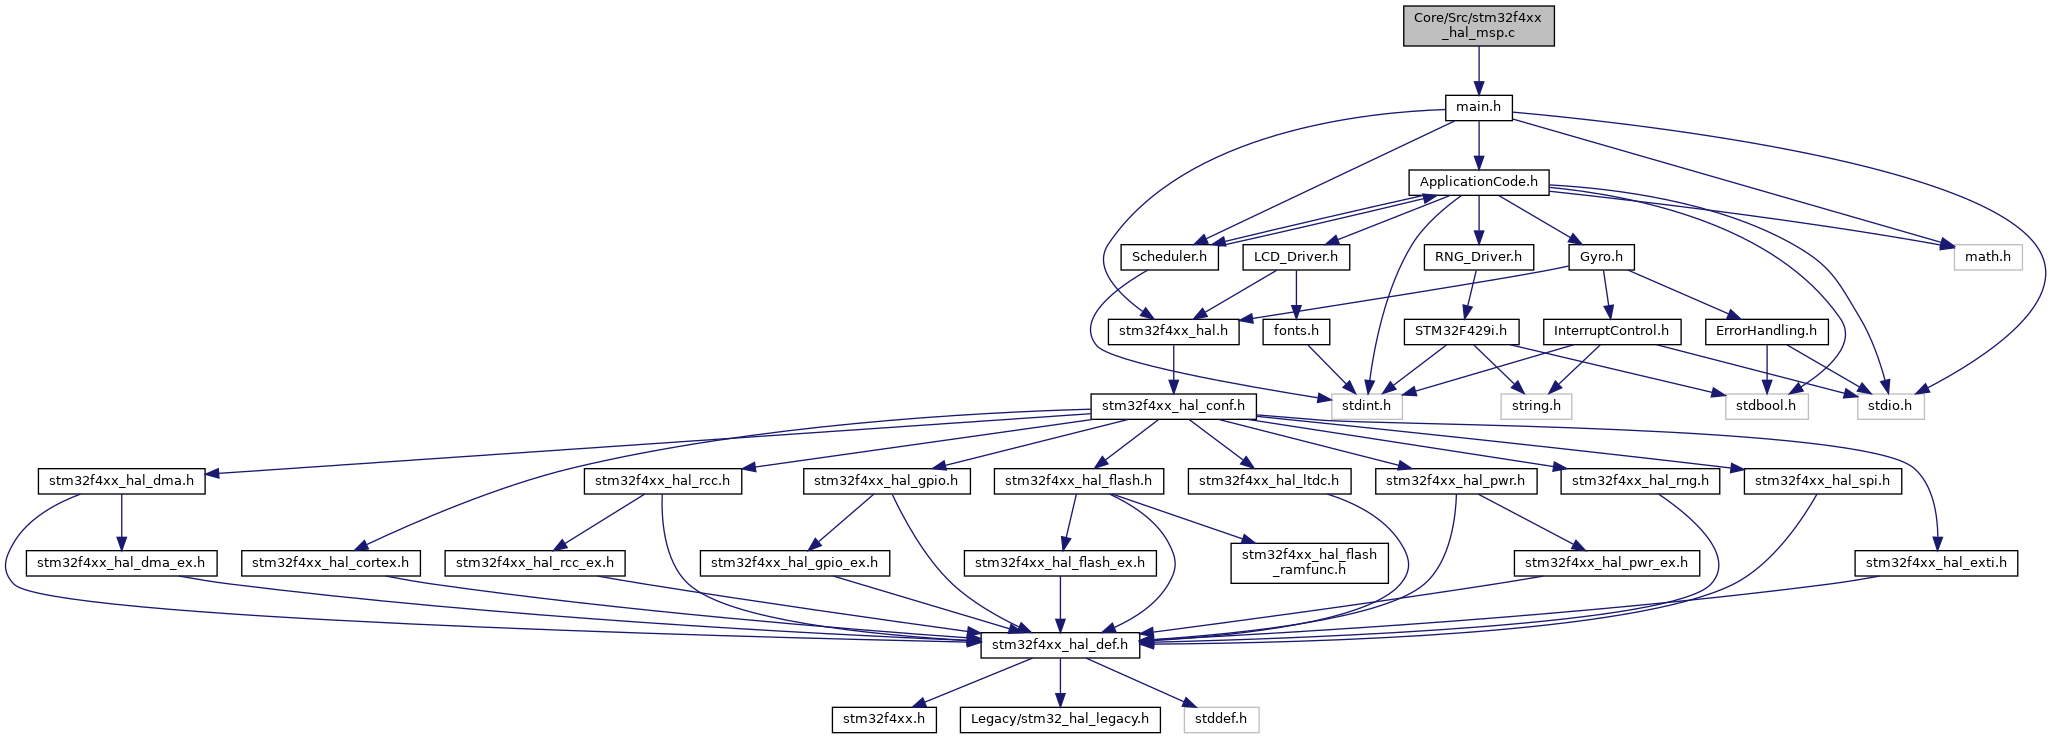 Core/Src/stm32f4xx
_hal_msp.c
main.h
ApplicationCode.h
Scheduler.h
LCD_Driver.h
RNG_Driver.h
Gyro.h
math.h
stm32f4xx_hal.h
fonts.h
STM32F429i.h
InterruptControl.h
ErrorHandling.h
stm32f4xx_hal_conf.h
stdint.h
string.h
stdbool.h
stdio.h
stm32f4xx_hal_dma.h
stm32f4xx_hal_rcc.h
stm32f4xx_hal_gpio.h
stm32f4xx_hal_flash.h
stm32f4xx_hal_ltdc.h
stm32f4xx_hal_pwr.h
stm32f4xx_hal_rng.h
stm32f4xx_hal_spi.h
stm32f4xx_hal_dma_ex.h
stm32f4xx_hal_cortex.h
stm32f4xx_hal_rcc_ex.h
stm32f4xx_hal_gpio_ex.h
stm32f4xx_hal_flash_ex.h
stm32f4xx_hal_flash
_ramfunc.h
stm32f4xx_hal_pwr_ex.h
stm32f4xx_hal_exti.h
stm32f4xx_hal_def.h
stm32f4xx.h
Legacy/stm32_hal_legacy.h
stddef.h